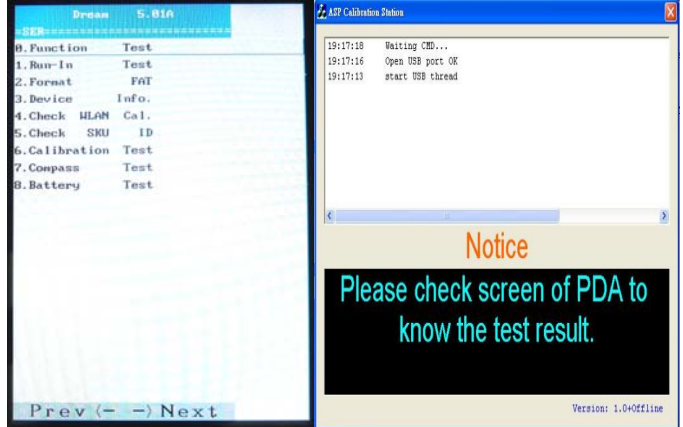 Dream 5.01A
=SER=
0.Function Test
1.Run-In Test
2.Format FAT
3.Device Info.
4.Check WLAN Cal.
5.Check SKU ID
6.Calibration Test
7.Compass Test
8.Battery Test
Prev <- -> Next
ASP Calibration Station
19:17:18 Waiting CMD...
19:17:16 Open USB port OK
19:17:13 start USB thread
Notice
Please check screen of PDA to
know the test result.
Version: 1.0+Offline